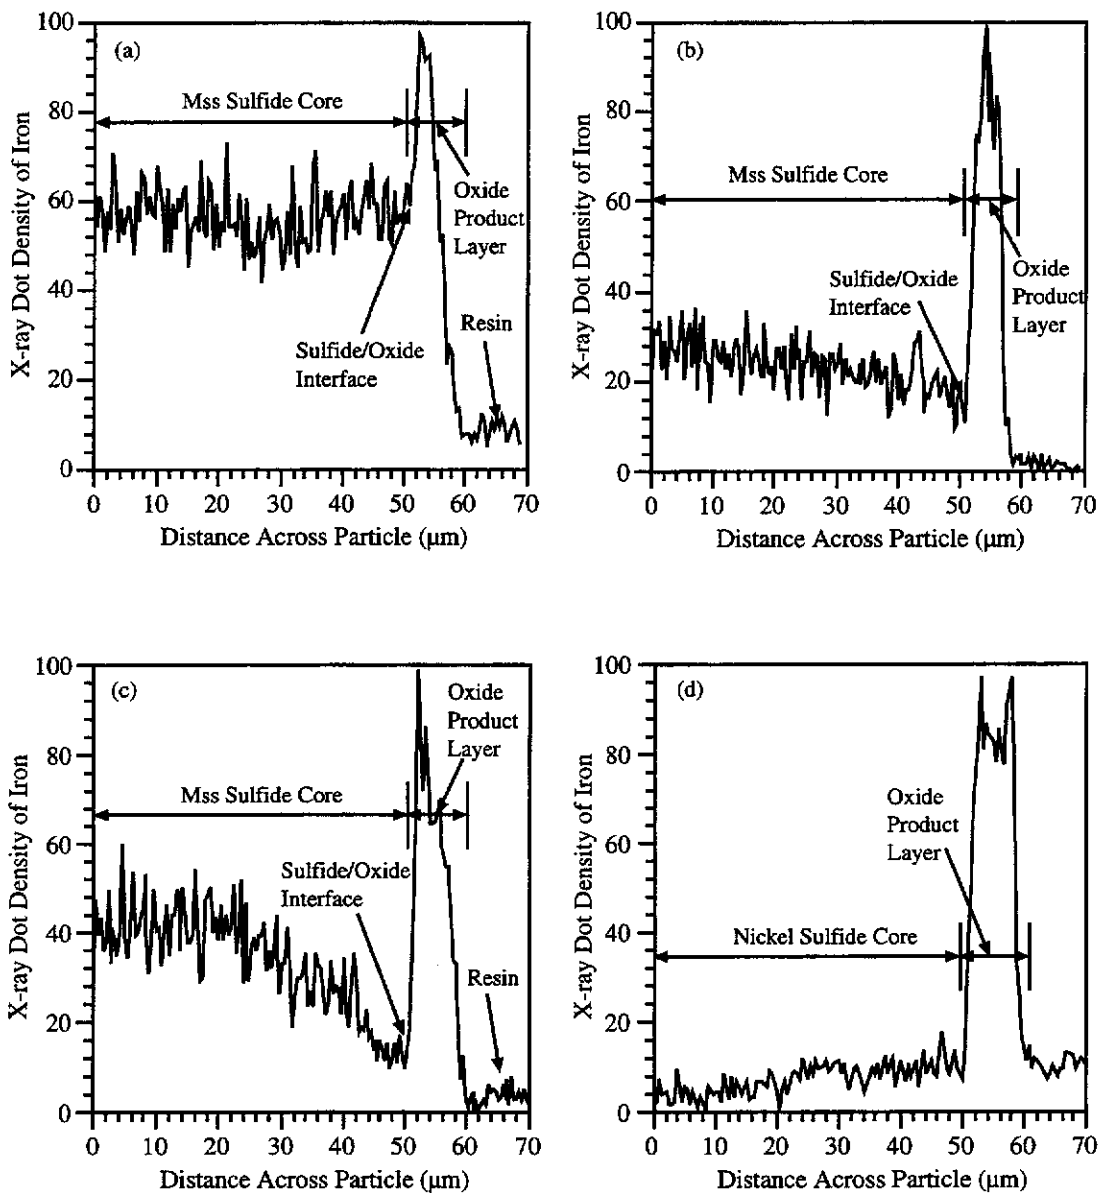 (a)
Mss Sulfide Core
Oxide
Product
Layer
Resin
Sulfide/Oxide
Interface
X-ray Dot Density of Iron
100
80
60
40
20
0
0 10 20 30 40 50 60 70
Distance Across Particle (μm)
(b)
Mss Sulfide Core
Sulfide/Oxide
Interface
Oxide
Product
Layer
X-ray Dot Density of Iron
100
80
60
40
20
0
0 10 20 30 40 50 60 70
Distance Across Particle (μm)
(c)
Oxide
Product
Layer
Mss Sulfide Core
Sulfide/Oxide
Interface
Resin
X-ray Dot Density of Iron
100
80
60
40
20
0
0 10 20 30 40 50 60 70
Distance Across Particle (μm)
(d)
Oxide
Product
Layer
Nickel Sulfide Core
X-ray Dot Density of Iron
100
80
60
40
20
0
0 10 20 30 40 50 60 70
Distance Across Particle (μm)